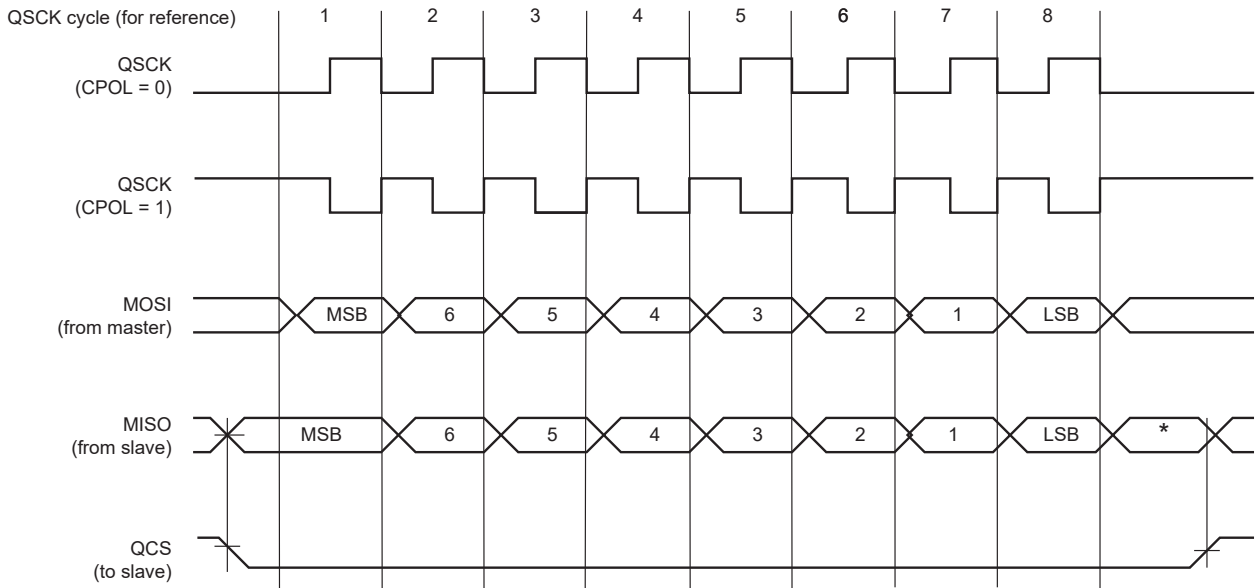 QSCK cycle (for reference) 1 2 3 4 5 6 7 8
QSCK
(CPOL = 0)
QSCK
(CPOL = 1)
MOSI
(from master)
MSB 6 5 4 3 2 1 LSB
MISO
(from slave)
MSB 6 5 4 3 2 1 LSB *
QCS
(to slave)